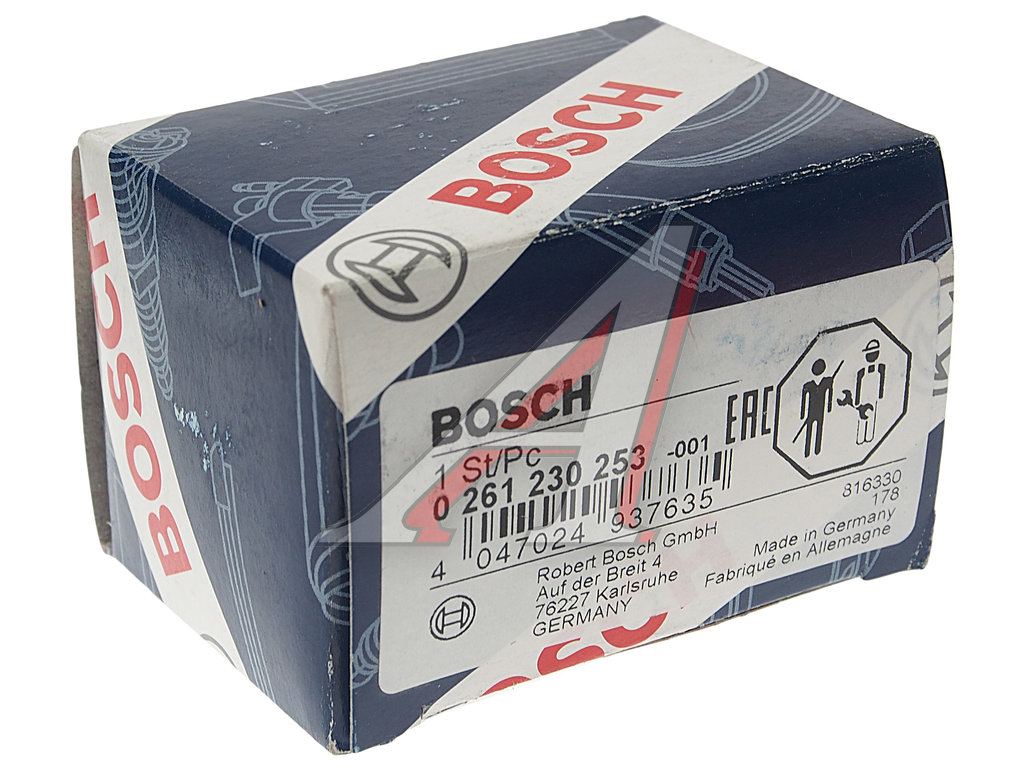 BOSCH
BOSCH
BOSCH
1 St/Pc
0 261 230 253 -001
EAC
4 047024 937635
816330
178
Robert Bosch GmbH
Auf der Breit 4
76227 Karlsruhe
GERMANY
Made in Germany
Fabriqué en Allemagne